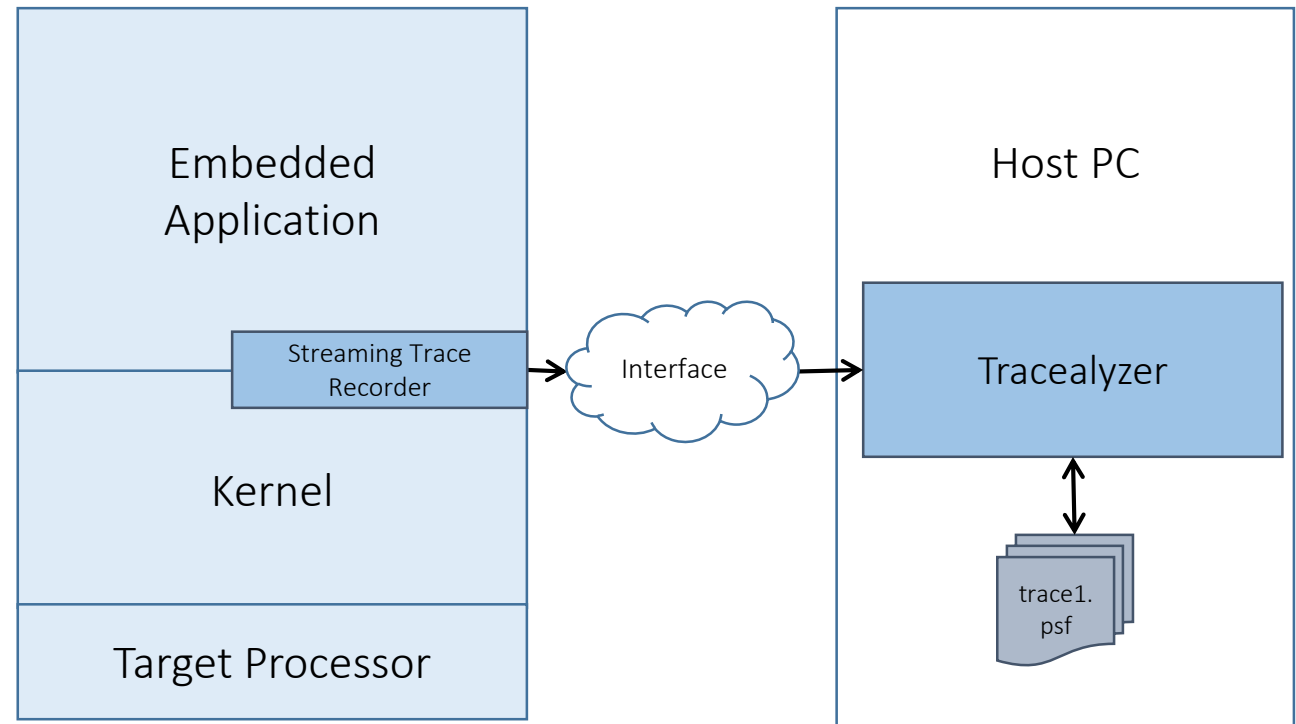 Embedded
Application
Host PC
Streaming Trace
Recorder
Interface
Tracealyzer
Kernel
trace1.
psf
Target Processor